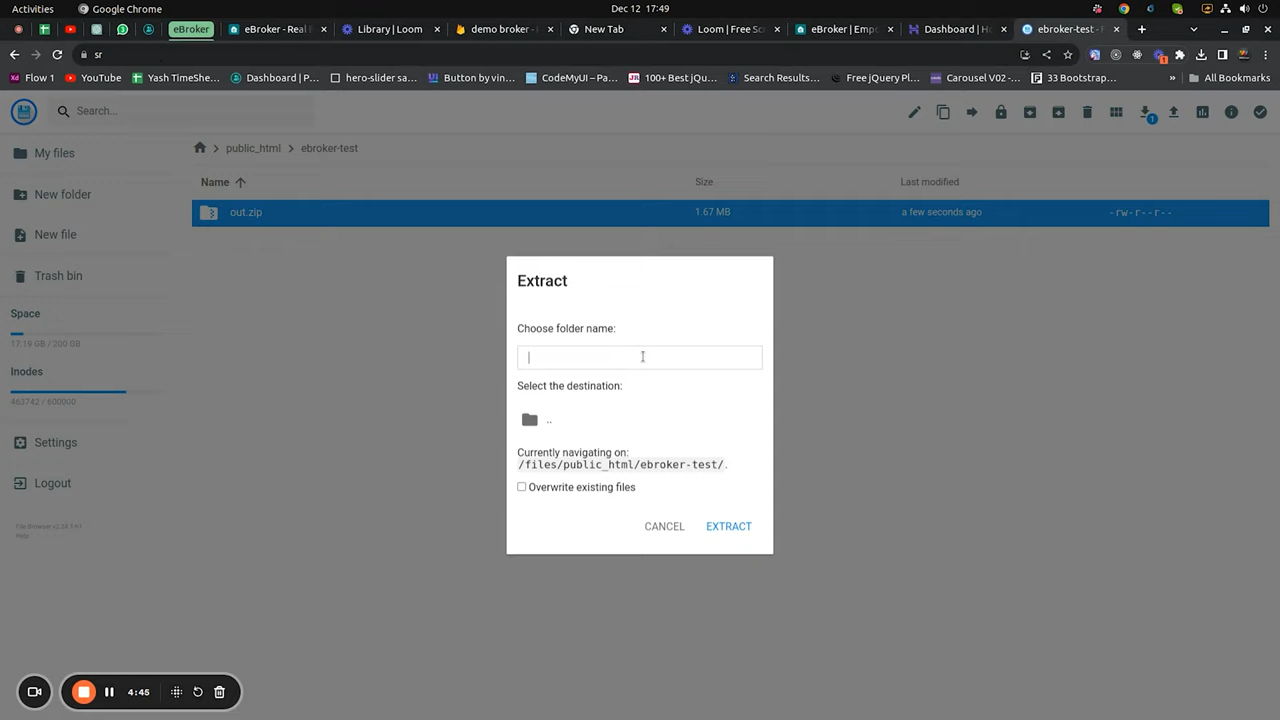 Activities
Google Chrome
Dec 12 17:49
eBroker
eBroker - Real
Library | Loom
demo broker -
New Tab
Loom | Free Sc
eBroker | Empo
Dashboard | Ho
ebroker-test - F
sr
Xd Flow 1
YouTube
Yash TimeShe...
Dashboard | P...
hero-slider sa...
Button by vin...
CodeMyUI – Pa...
100+ Best jQu...
Search Results...
Free jQuery Pl...
Carousel V02 -...
33 Bootstrap...
» All Bookmarks
Search...
1
My files
New folder
New file
Trash bin
Space
17.19 GB / 200 GB
Inodes
463742 / 600000
Settings
Logout
Help
public_html
ebroker-test
Name
Size
Last modified
out.zip
1.67 MB
a few seconds ago
-rw-r--r--
Extract
Choose folder name:
Select the destination:
..
Currently navigating on:
/files/public_html/ebroker-test/.
Overwrite existing files
CANCEL
EXTRACT
4:45